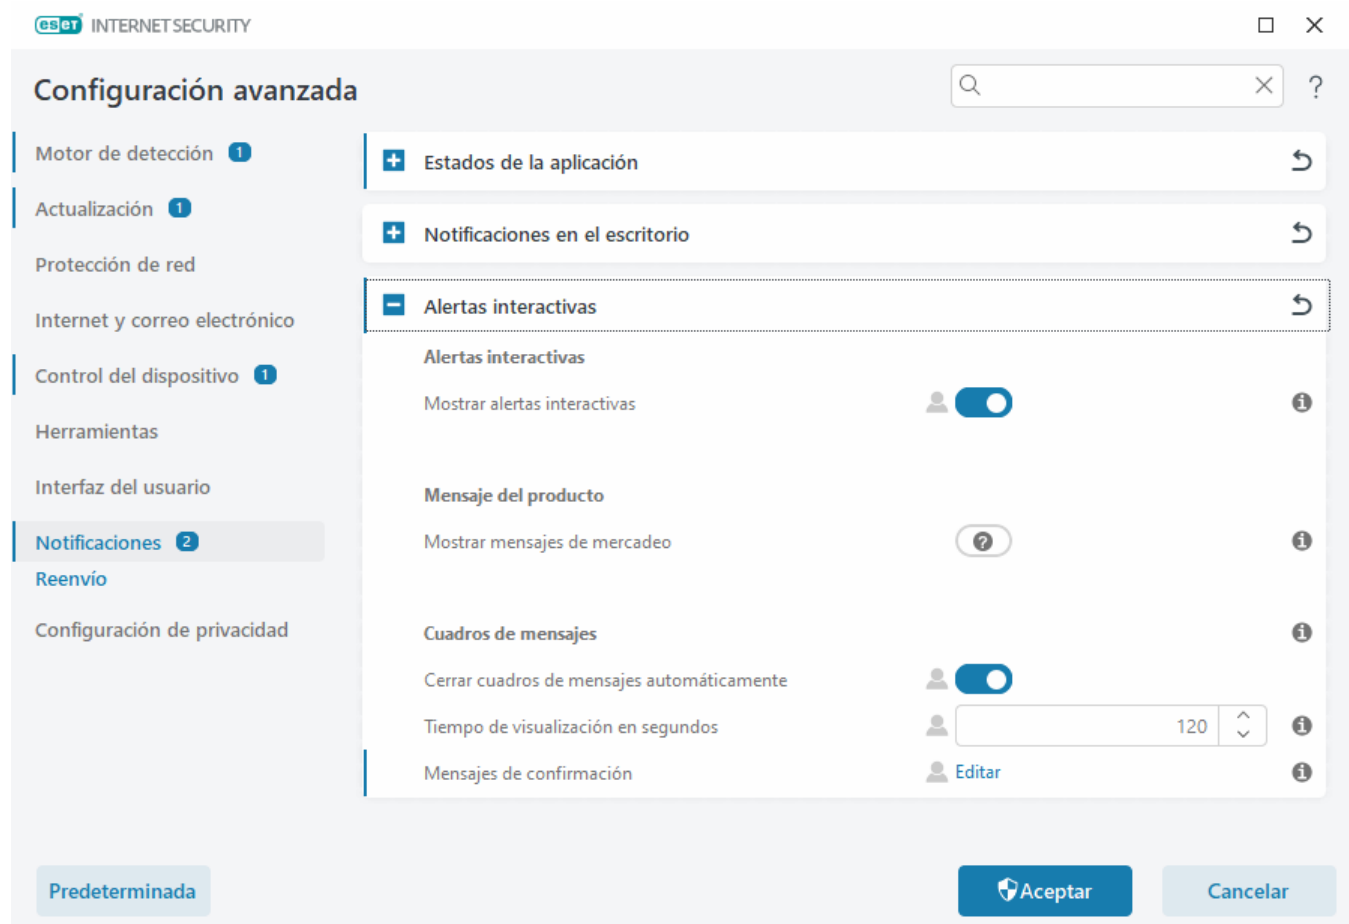 eset INTERNET SECURITY
Configuración avanzada
?
Motor de detección 1
Actualización 1
Protección de red
Internet y correo electrónico
Control del dispositivo 1
Herramientas
Interfaz del usuario
Notificaciones 2
Reenvío
Configuración de privacidad
Estados de la aplicación
Notificaciones en el escritorio
Alertas interactivas
Alertas interactivas
Mostrar alertas interactivas
Mensaje del producto
Mostrar mensajes de mercadeo
Cuadros de mensajes
Cerrar cuadros de mensajes automáticamente
Tiempo de visualización en segundos 120
Mensajes de confirmación Editar
Predeterminada
Aceptar
Cancelar